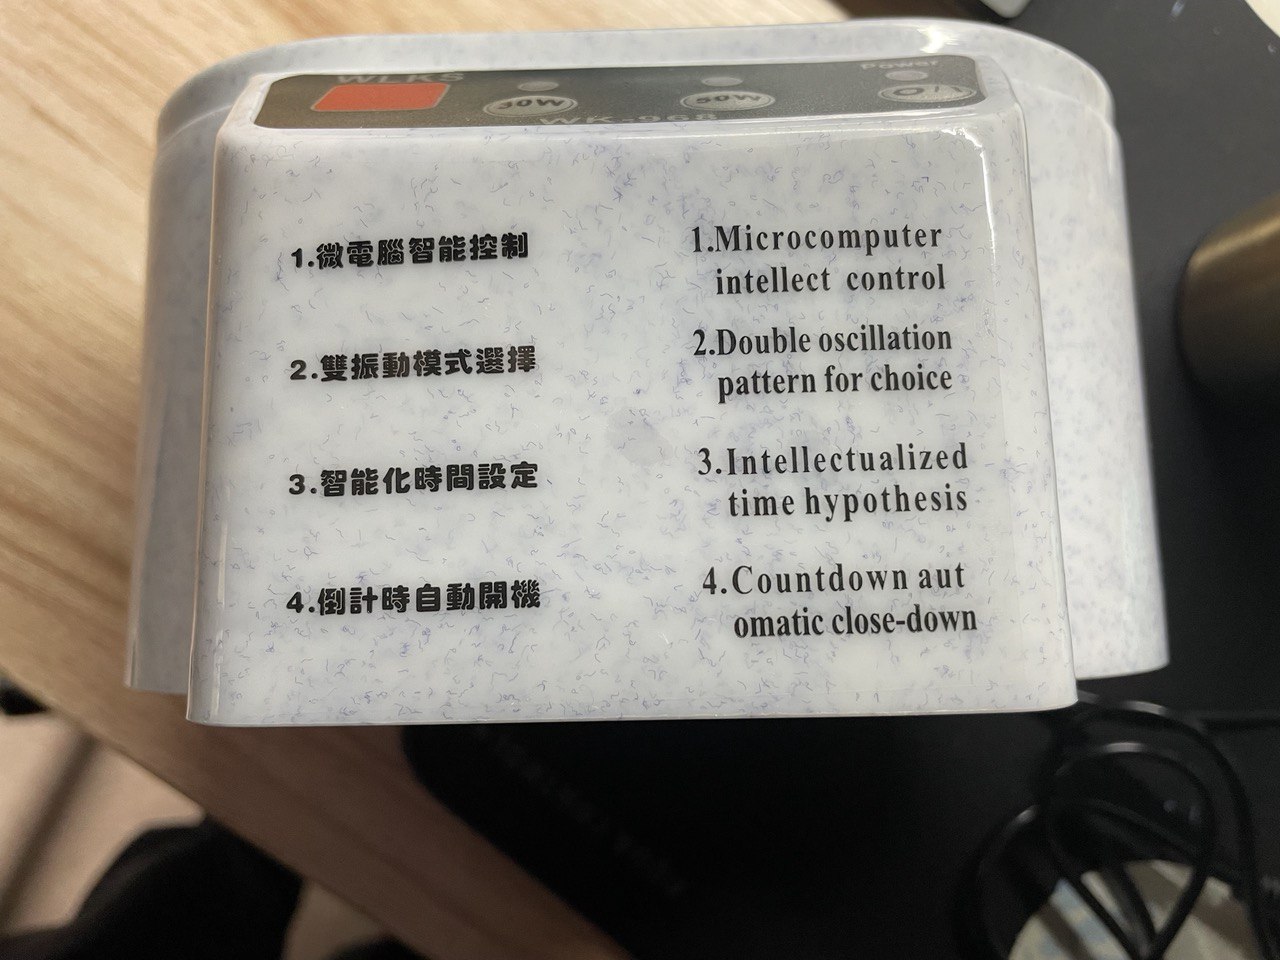 WLKS
Power
30W
50W
WK-968
1.微電腦智能控制
2.雙振動模式選擇
3.智能化時間設定
4.倒計時自動開機
1.Microcomputer
intellect control
2.Double oscillation
pattern for choice
3.Intellectualized
time hypothesis
4.Countdown aut
omatic close-down